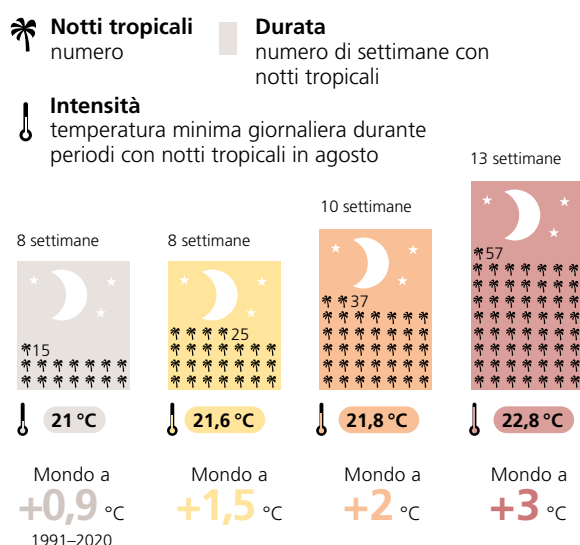 Notti tropicali
numero
Durata
numero di settimane con
notti tropicali
Intensità
temperatura minima giornaliera durante
periodi con notti tropicali in agosto
8 settimane
15
21 °C
Mondo a
+0,9 °C
1991–2020
8 settimane
25
21,6 °C
Mondo a
+1,5 °C
10 settimane
37
21,8 °C
Mondo a
+2 °C
13 settimane
57
22,8 °C
Mondo a
+3 °C